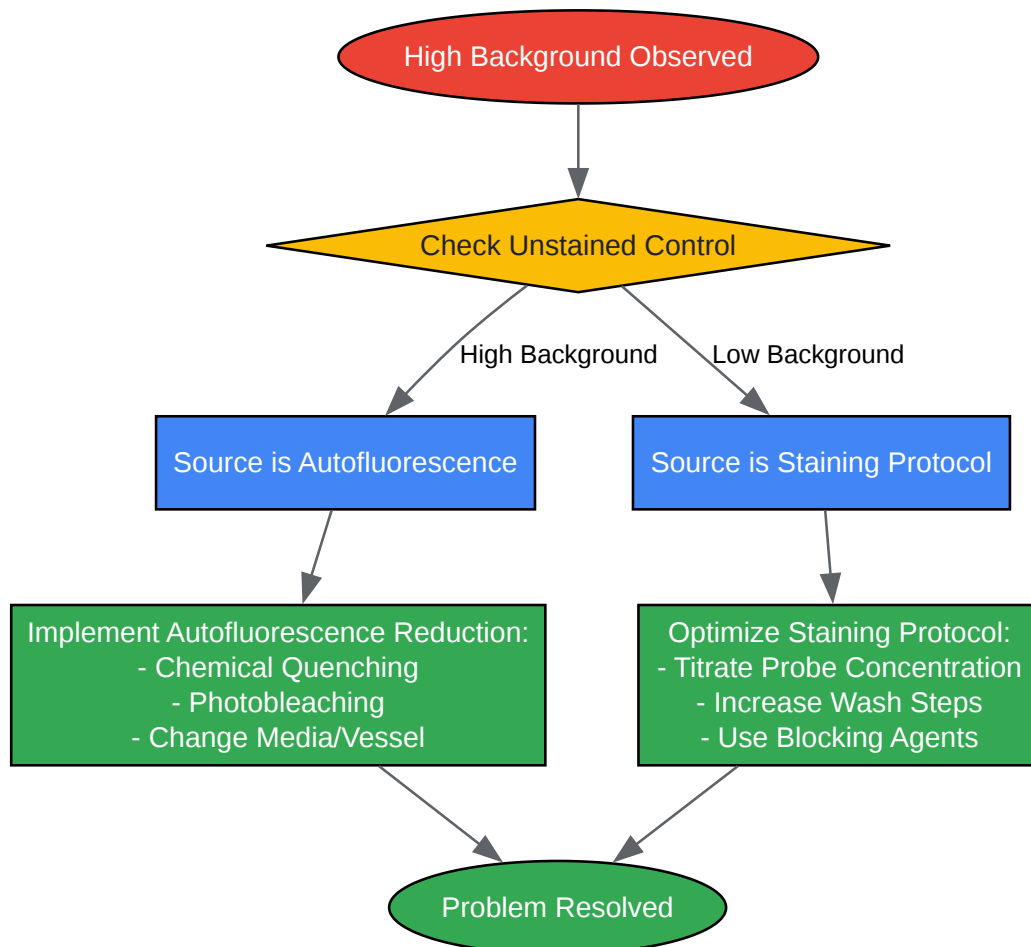 High Background Observed
Check Unstained Control
High Background
Low Background
Source is Autofluorescence
Source is Staining Protocol
Implement Autofluorescence Reduction:
- Chemical Quenching
- Photobleaching
- Change Media/Vessel
Optimize Staining Protocol:
- Titrate Probe Concentration
- Increase Wash Steps
- Use Blocking Agents
Problem Resolved